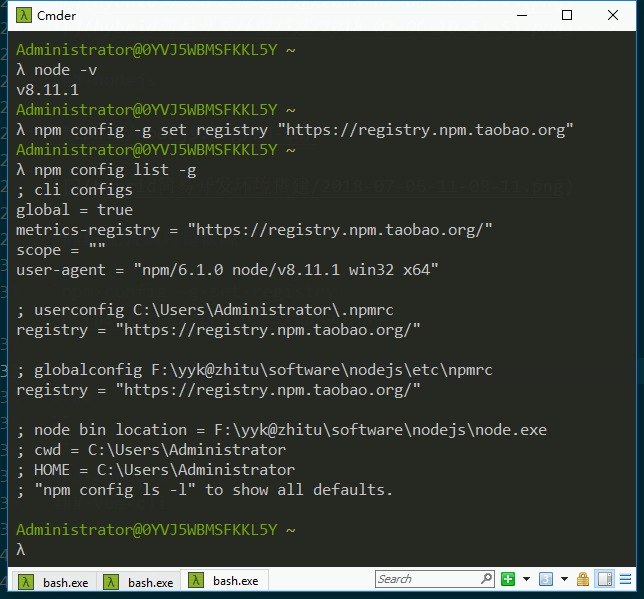 Cmder
Administrator@0YVJ5WBMSFKKL5Y ~
λ node -v
v8.11.1
Administrator@0YVJ5WBMSFKKL5Y ~
λ npm config -g set registry "https://registry.npm.taobao.org"
Administrator@0YVJ5WBMSFKKL5Y ~
λ npm config list -g
; cli configs
global = true
metrics-registry = "https://registry.npm.taobao.org/"
scope = ""
user-agent = "npm/6.1.0 node/v8.11.1 win32 x64"
; userconfig C:\Users\Administrator\.npmrc
registry = "https://registry.npm.taobao.org/"
; globalconfig F:\yyk@zhitu\software\nodejs\etc\npmrc
registry = "https://registry.npm.taobao.org/"
; node bin location = F:\yyk@zhitu\software\nodejs\node.exe
; cwd = C:\Users\Administrator
; HOME = C:\Users\Administrator
; "npm config ls -l" to show all defaults.
Administrator@0YVJ5WBMSFKKL5Y ~
λ
λ bash.exe λ bash.exe λ bash.exe Search